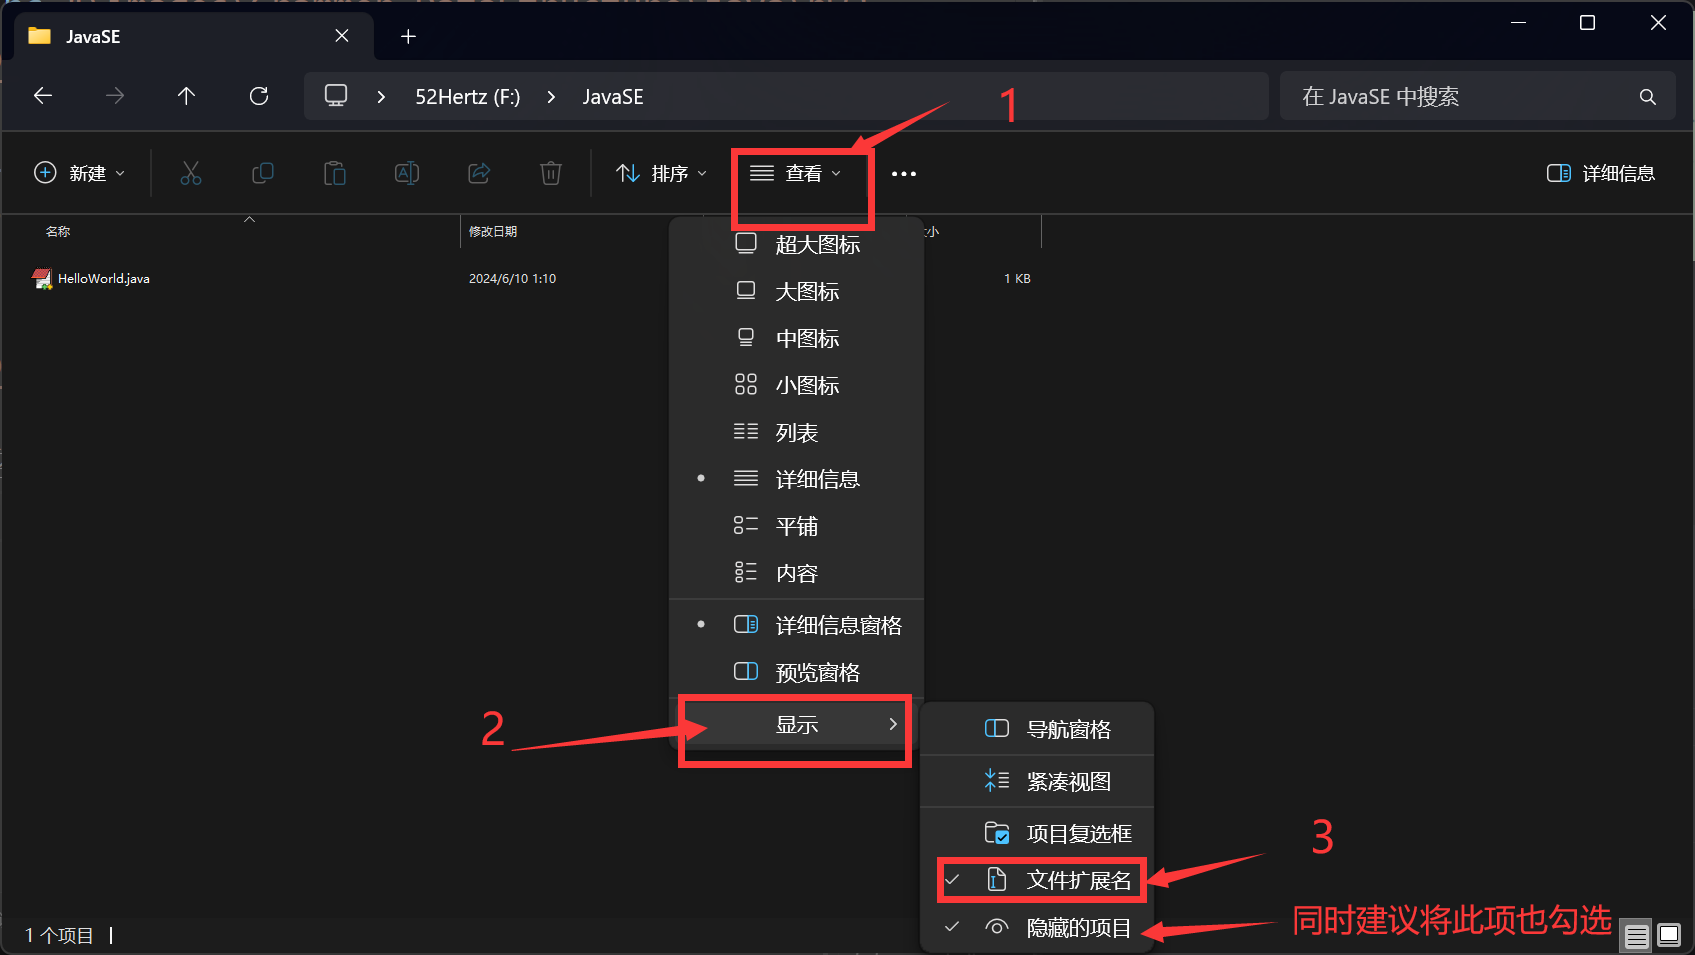 JavaSE
52Hertz (F:)
JavaSE
在 JavaSE 中搜索
1
新建
排序
查看
详细信息
名称
修改日期
小
HelloWorld.java
2024/6/10 1:10
1 KB
超大图标
大图标
中图标
小图标
列表
详细信息
平铺
内容
详细信息窗格
预览窗格
2
显示
导航窗格
紧凑视图
项目复选框
3
文件扩展名
隐藏的项目
同时建议将此项也勾选
1 个项目